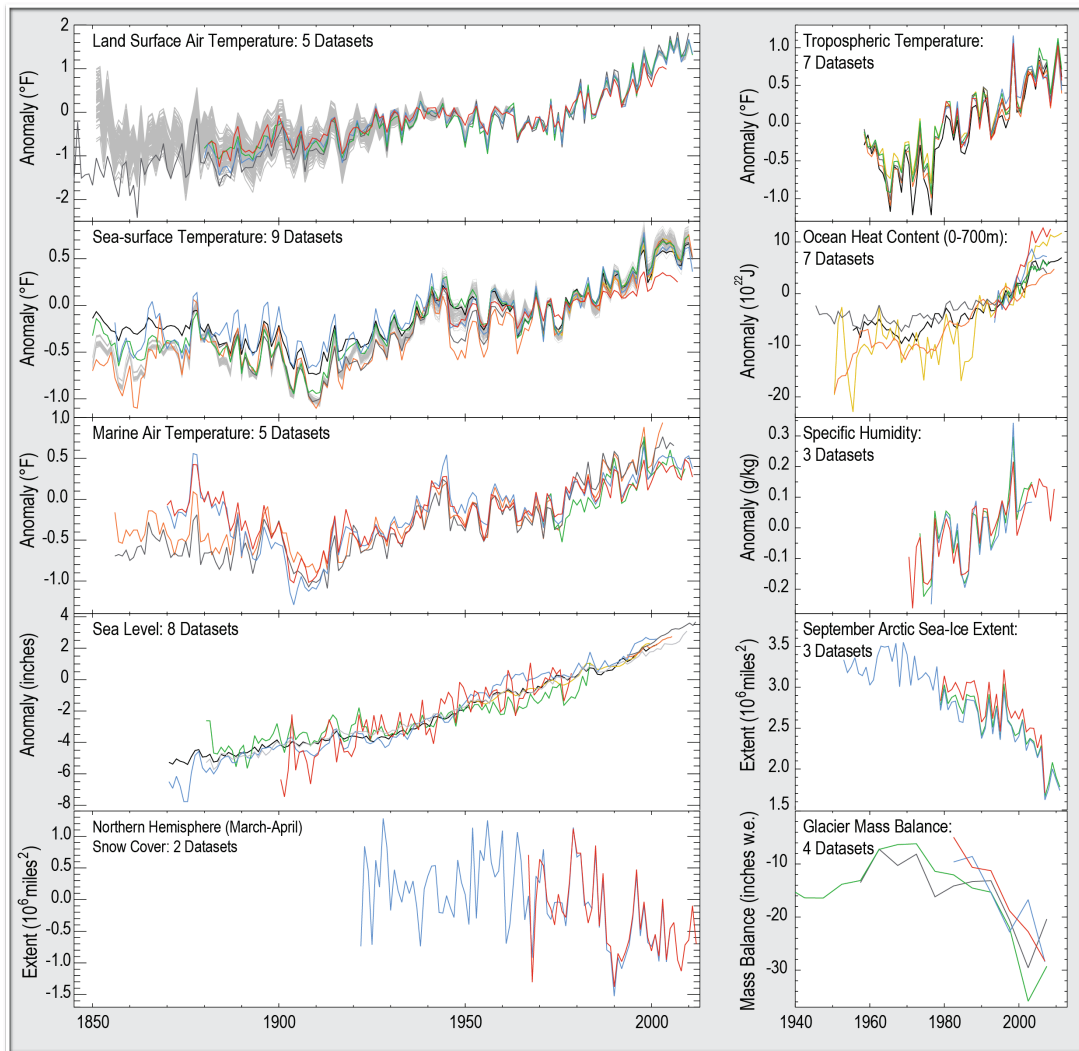 Land Surface Air Temperature: 5 Datasets
Anomaly (°F)
2
1
0
-1
-2
Sea-surface Temperature: 9 Datasets
Anomaly (°F)
0.5
0.0
-0.5
-1.0
Marine Air Temperature: 5 Datasets
Anomaly (°F)
1.0
0.5
0.0
-0.5
-1.0
Sea Level: 8 Datasets
Anomaly (inches)
4
2
0
-2
-4
-6
-8
Northern Hemisphere (March-April)
Snow Cover: 2 Datasets
Extent (10⁶miles²)
1.0
0.5
0.0
-0.5
-1.0
-1.5
1850
1900
1950
2000
Tropospheric Temperature:
7 Datasets
Anomaly (°F)
1.0
0.5
0.0
-0.5
-1.0
Ocean Heat Content (0-700m):
7 Datasets
Anomaly (10²²J)
10
0
-10
-20
Specific Humidity:
3 Datasets
Anomaly (g/kg)
0.3
0.2
0.1
0.0
-0.1
-0.2
September Arctic Sea-Ice Extent:
3 Datasets
Extent (10⁶miles²)
3.5
3.0
2.5
2.0
1.5
Glacier Mass Balance:
4 Datasets
Mass Balance (inches w.e.)
-10
-20
-30
1940
1960
1980
2000